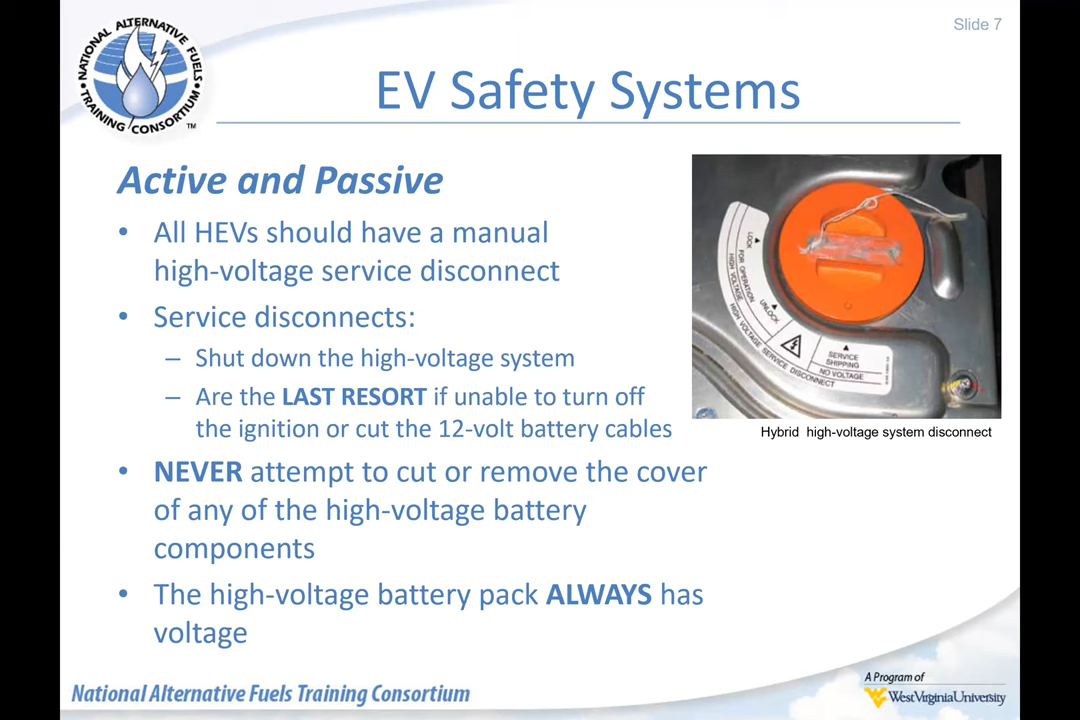 Slide 7
NATIONAL ALTERNATIVE FUELS
TRAINING CONSORTIUM
TM
EV Safety Systems
Active and Passive
• All HEVs should have a manual
high-voltage service disconnect
• Service disconnects:
– Shut down the high-voltage system
– Are the LAST RESORT if unable to turn off
the ignition or cut the 12-volt battery cables
• NEVER attempt to cut or remove the cover
of any of the high-voltage battery
components
• The high-voltage battery pack ALWAYS has
voltage
LOCK
FOR OPERATION
HIGH VOLTAGE
UNLOCK
SERVICE
SHIPPING
NO VOLTAGE
HIGH VOLTAGE SERVICE DISCONNECT
Hybrid high-voltage system disconnect
National Alternative Fuels Training Consortium
A Program of
WestVirginiaUniversity